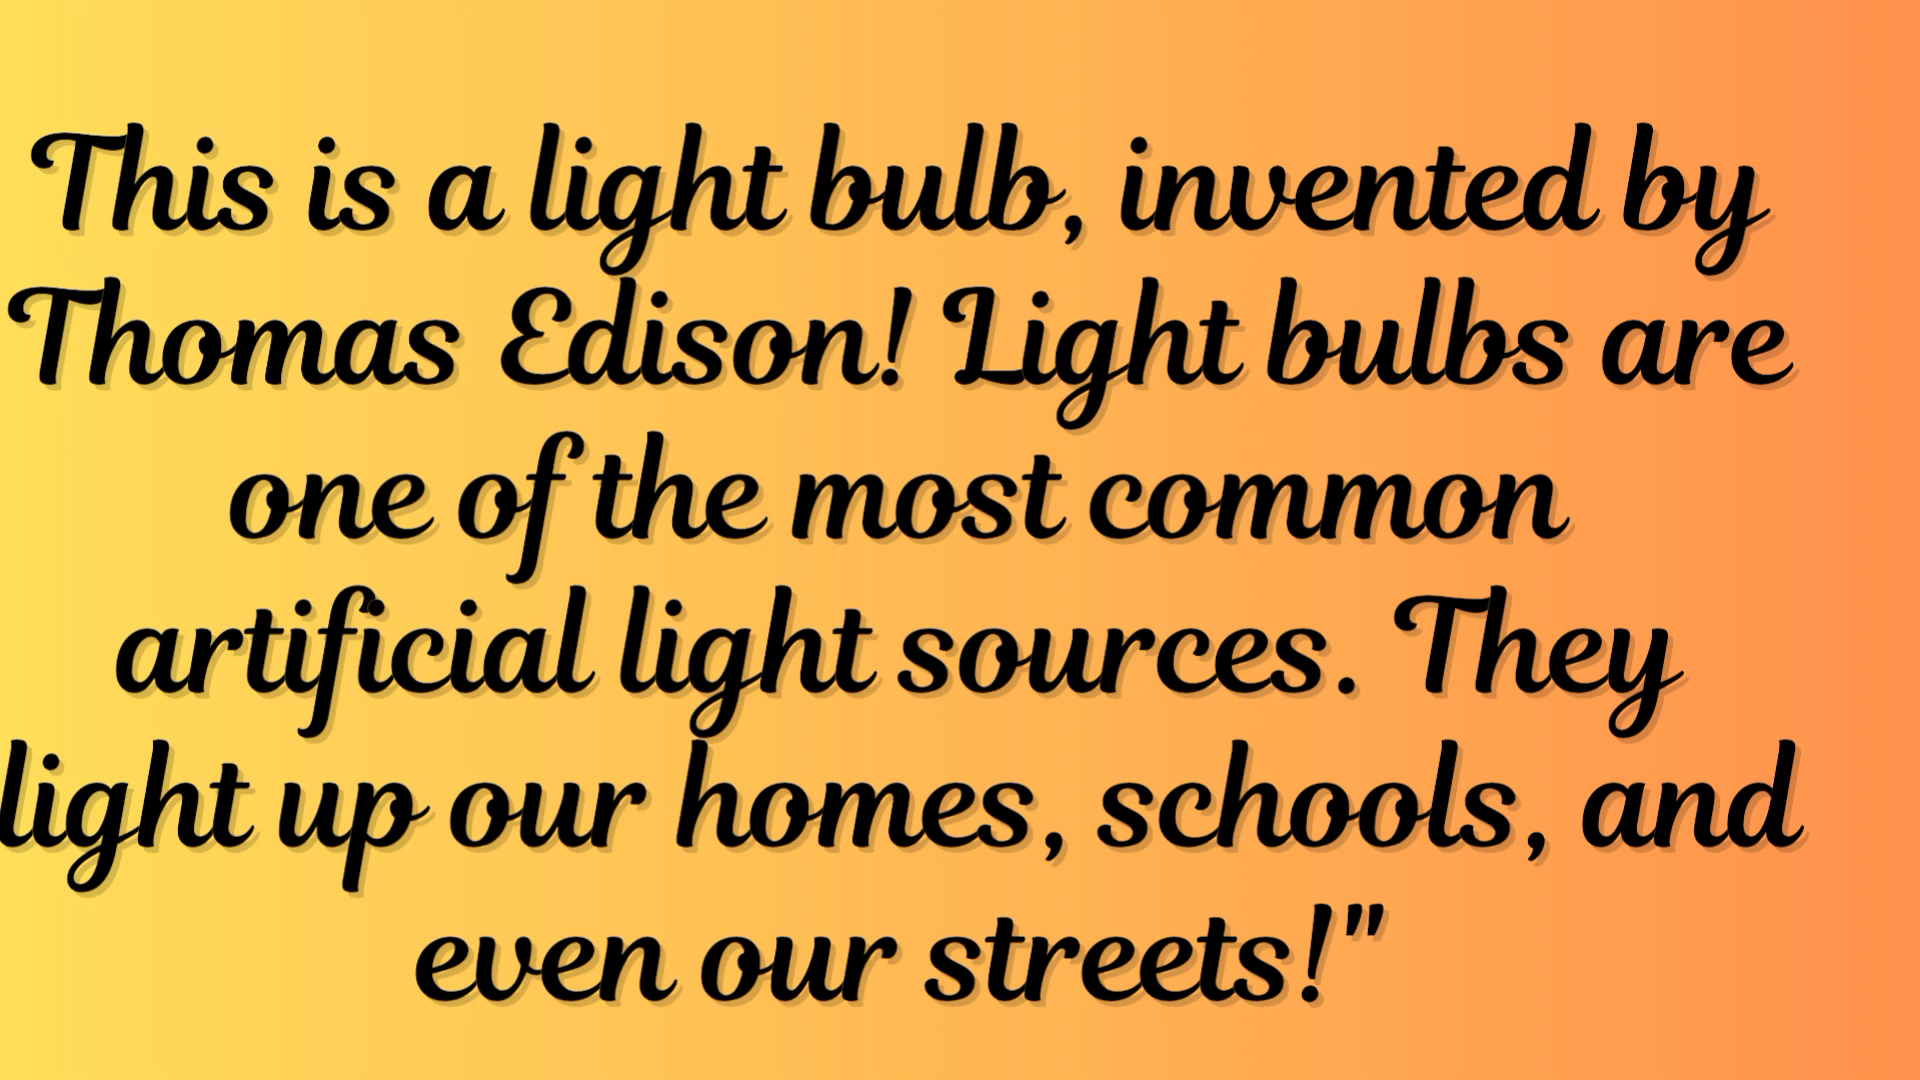 This is a light bulb, invented by
Thomas Edison! Light bulbs are
one of the most common
artificial light sources. They
light up our homes, schools, and
even our streets!"